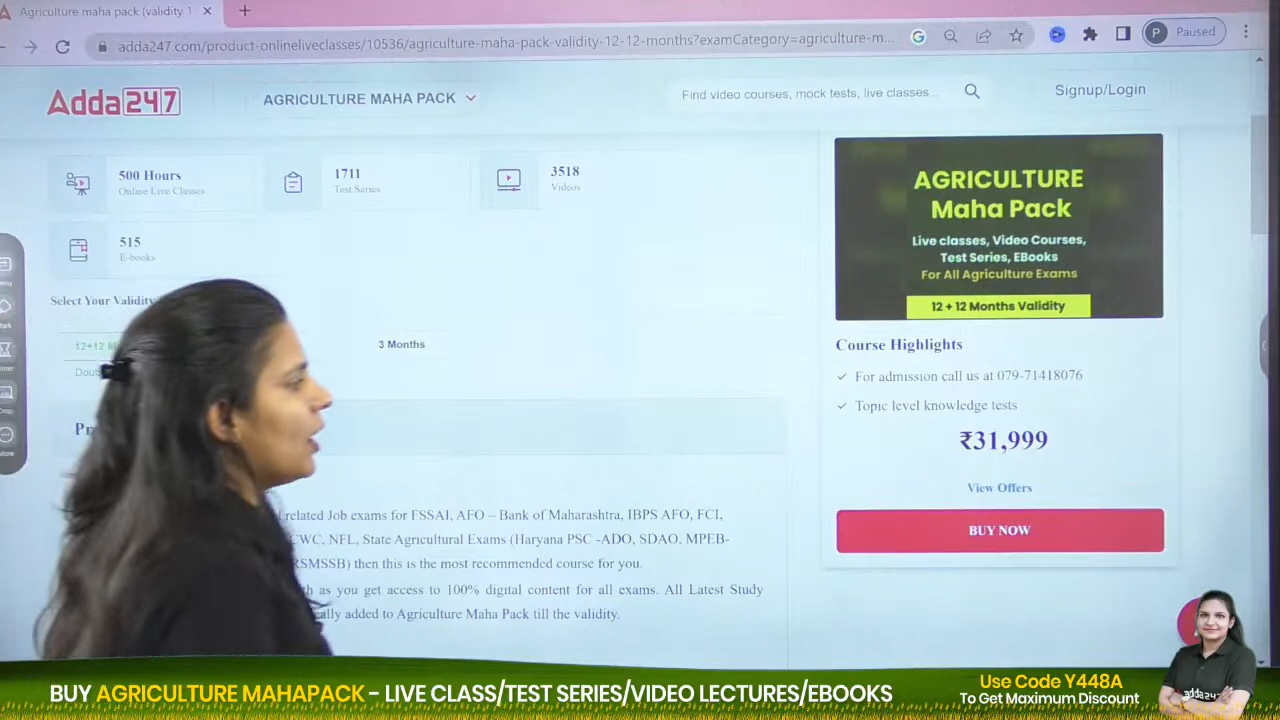 Agriculture maha pack (validity 1
adda247.com/product-onlineliveclasses/10536/agriculture-maha-pack-validity-12-12-months?examCategory=agriculture-m...
P Paused
Adda247
AGRICULTURE MAHA PACK
Find video courses, mock tests, live classes...
Signup/Login
500 Hours
Online Live Classes
1711
Test Series
3518
Videos
515
E-books
Select Your Validity
12+12 M
3 Months
Doub
AGRICULTURE
Maha Pack
Live classes, Video Courses,
Test Series, EBooks
For All Agriculture Exams
12 + 12 Months Validity
Course Highlights
For admission call us at 079-71418076
Topic level knowledge tests
₹31,999
View Offers
BUY NOW
related Job exams for FSSAI, AFO – Bank of Maharashtra, IBPS AFO, FCI,
CWC, NFL, State Agricultural Exams (Haryana PSC -ADO, SDAO, MPEB-
RSMSSB) then this is the most recommended course for you.
as you get access to 100% digital content for all exams. All Latest Study
added to Agriculture Maha Pack till the validity.
BUY AGRICULTURE MAHAPACK – LIVE CLASS/TEST SERIES/VIDEO LECTURES/EBOOKS
Use Code Y448A
To Get Maximum Discount
adda247